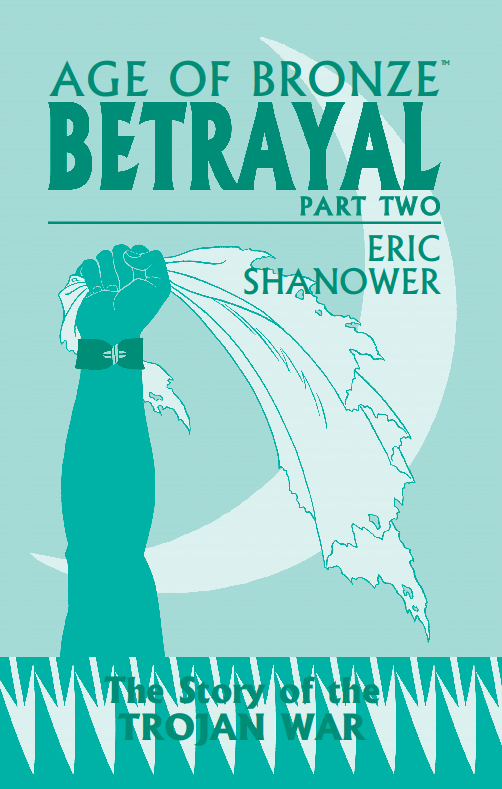 AGE OF BRONZE™
BETRAYAL
PART TWO
ERIC
SHANOWER
The Story of the
TROJAN WAR